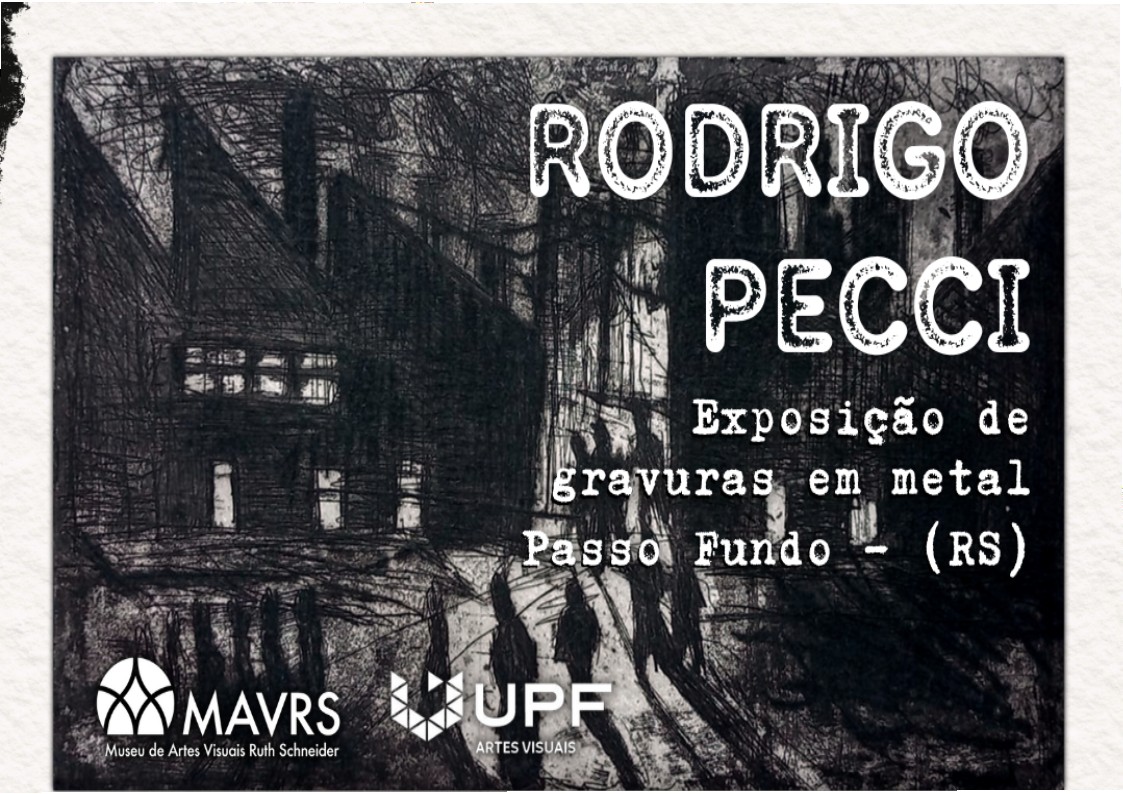 RODRIGO
PECCI
Exposição de
gravuras em metal
Passo Fundo - (RS)
MAVRS
Museu de Artes Visuais Ruth Schneider
UPF
ARTES VISUAIS